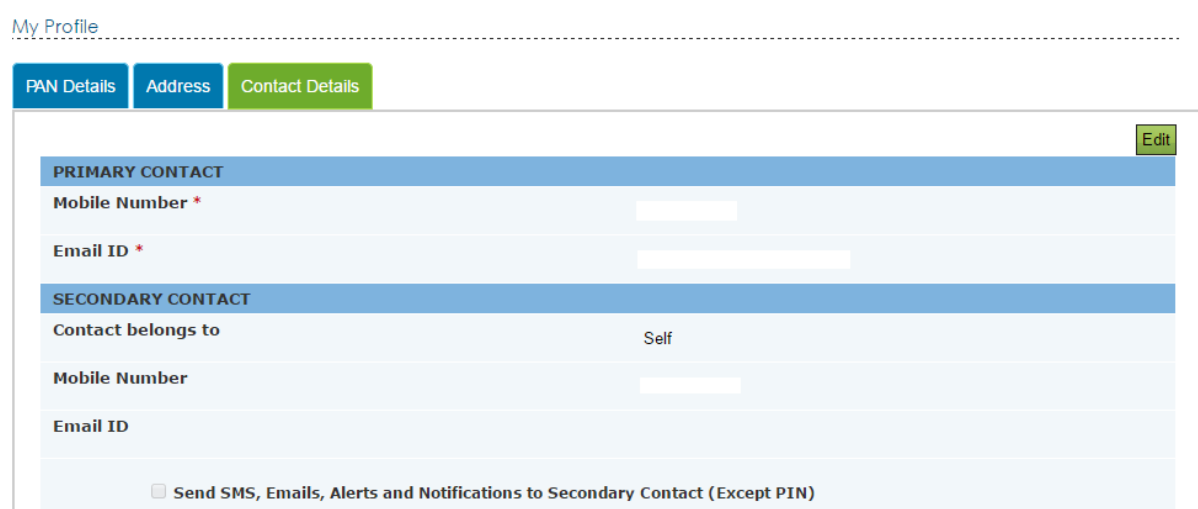 My Profile
PAN Details Address Contact Details
Edit
PRIMARY CONTACT
Mobile Number *
Email ID *
SECONDARY CONTACT
Contact belongs to Self
Mobile Number
Email ID
Send SMS, Emails, Alerts and Notifications to Secondary Contact (Except PIN)